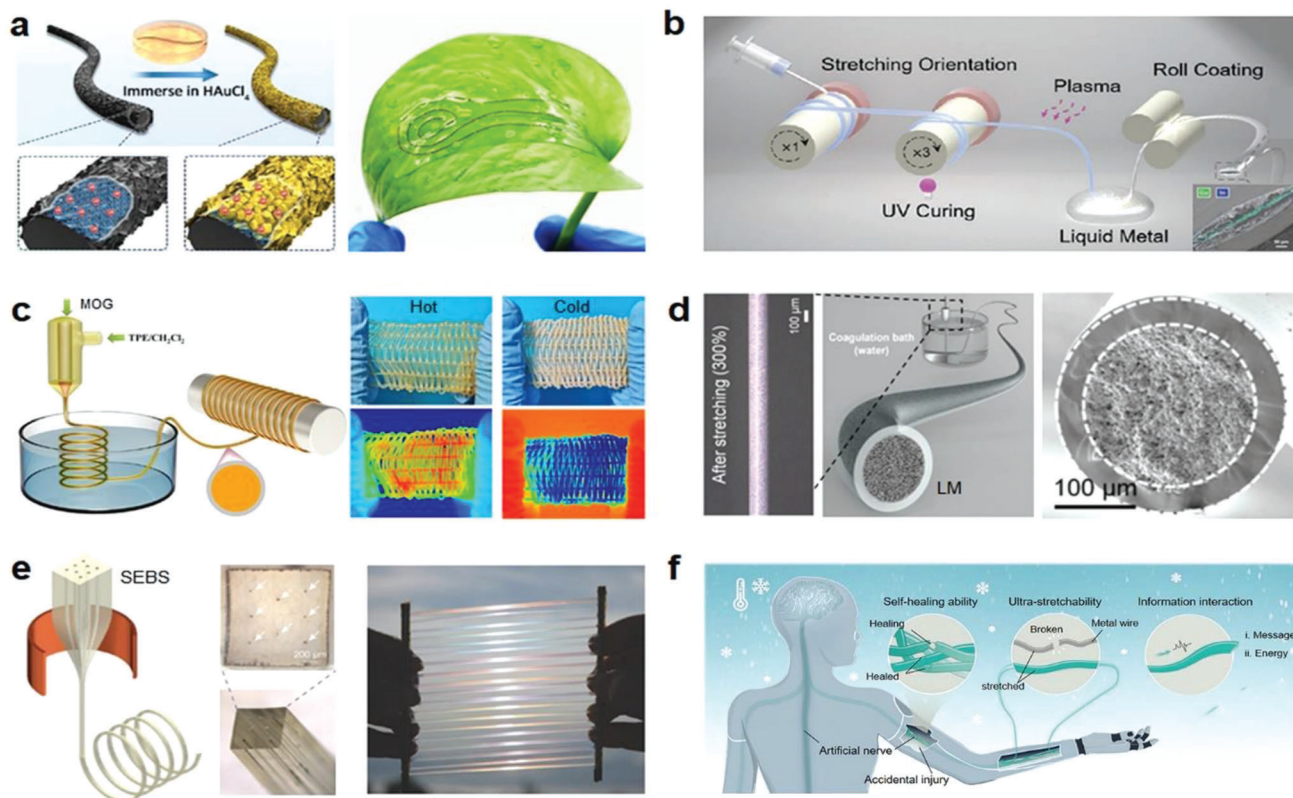 a
Immerse in HAuCl₄
b
Stretching Orientation
Roll Coating
Plasma
×1
×3
UV Curing
Liquid Metal
c
MOG
TPE/CH₂Cl₂
Hot
Cold
d
After stretching (300%)
100 µm
Coagulation bath
(water)
LM
100 µm
e
SEBS
200 µm
f
Self-healing ability
Ultra-stretchability
Information interaction
Healing
Healed
Broken
Metal wire
stretched
i. Message
ii. Energy
Artificial nerve
Accidental injury